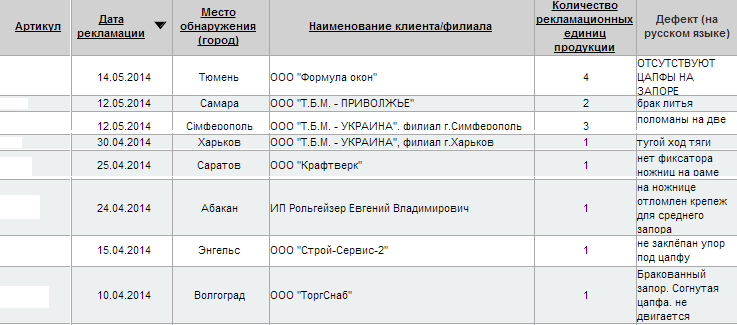 Артикул
Дата
рекламации
Место
обнаружения
(город)
Наименование клиента/филиала
Количество
рекламационных
единиц
продукции
Дефект (на
русском языке)
14.05.2014 Тюмень ООО "Формула окон" 4 ОТСУТСТВУЮТ
ЦАПФЫ НА
ЗАПОРЕ
12.05.2014 Самара ООО "Т.Б.М. - ПРИВОЛЖЬЕ" 2 брак литья
12.05.2014 Сімферополь ООО "Т.Б.М. - УКРАИНА". филиал г.Симферополь 3 поломаны на две
30.04.2014 Харьков ООО "Т.Б.М. - УКРАИНА", филиал г.Харьков 1 тугой ход тяги
25.04.2014 Саратов ООО "Крафтверк" 1 нет фиксатора
ножниц на раме
24.04.2014 Абакан ИП Рольгейзер Евгений Владимирович 1 на ножнице
отломлен крепеж
для среднего
запора
15.04.2014 Энгельс ООО "Строй-Сервис-2" 1 не заклёпан упор
под цапфу
10.04.2014 Волгоград ООО "ТоргСнаб" 1 Бракованный
запор. Согнутая
цапфа. не
двигается